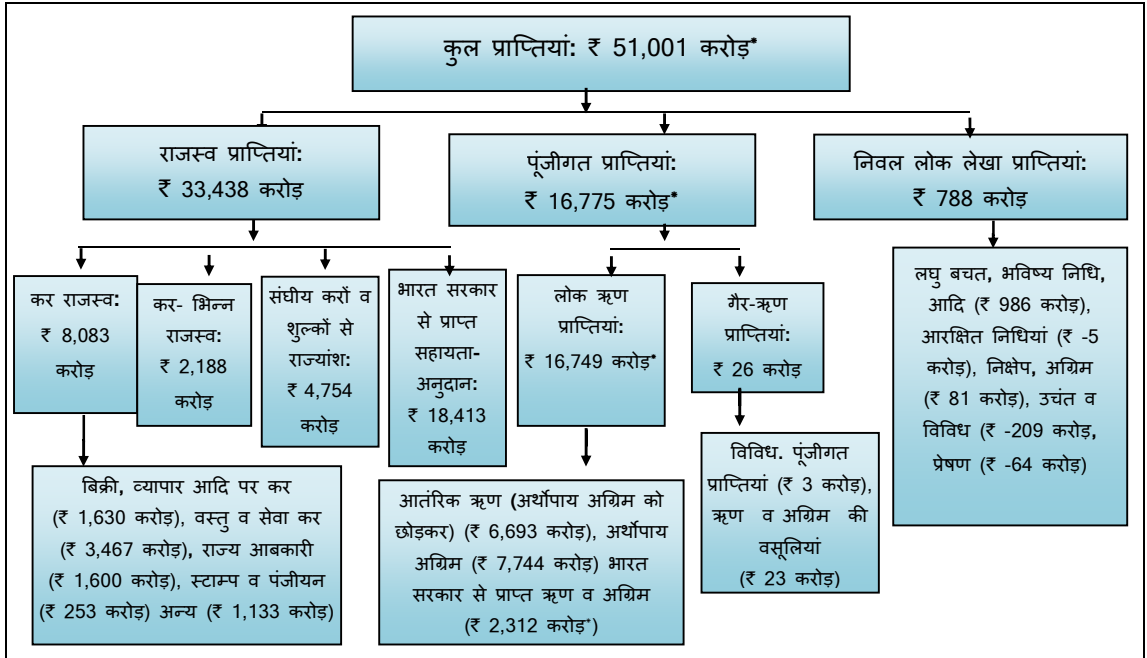 कुल प्राप्तियां: ₹ 51,001 करोड़*
राजस्व प्राप्तियां:
₹ 33,438 करोड़
पूंजीगत प्राप्तियां:
₹ 16,775 करोड़*
निवल लोक लेखा प्राप्तियां:
₹ 788 करोड़
कर राजस्व:
₹ 8,083
करोड़
कर- भिन्न
राजस्व:
₹ 2,188
करोड़
संघीय करों व
शुल्कों से
राज्यांश:
₹ 4,754
करोड़
भारत सरकार
से प्राप्त
सहायता-
अनुदान:
₹ 18,413
करोड़
लोक ऋण
प्राप्तियां:
₹ 16,749 करोड़*
गैर-ऋण
प्राप्तियां:
₹ 26 करोड़
लघु बचत, भविष्य निधि,
आदि (₹ 986 करोड़),
आरक्षित निधियां (₹ -5
करोड़), निक्षेप, अग्रिम
(₹ 81 करोड़), उचंत व
विविध (₹ -209 करोड़,
प्रेषण (₹ -64 करोड़)
बिक्री, व्यापार आदि पर कर
(₹ 1,630 करोड़), वस्तु व सेवा कर
(₹ 3,467 करोड़), राज्य आबकारी
(₹ 1,600 करोड़), स्टाम्प व पंजीयन
(₹ 253 करोड़) अन्य (₹ 1,133 करोड़)
आतंरिक ऋण (अर्थोपाय अग्रिम को
छोड़कर) (₹ 6,693 करोड़), अर्थोपाय
अग्रिम (₹ 7,744 करोड़) भारत
सरकार से प्राप्त ऋण व अग्रिम
(₹ 2,312 करोड़*)
विविध. पूंजीगत
प्राप्तियां (₹ 3 करोड़),
ऋण व अग्रिम की
वसूलियां
(₹ 23 करोड़)